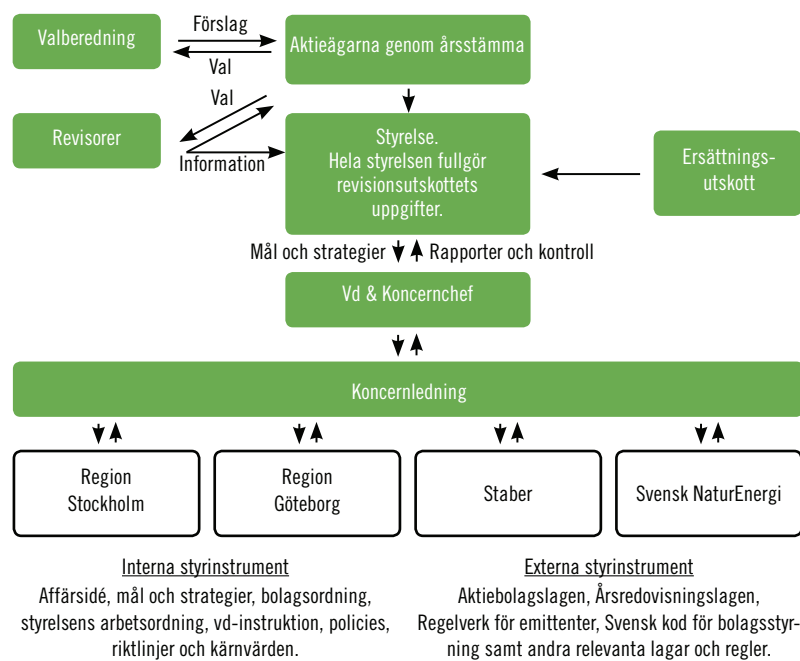 Valberedning
Förslag
Val
Aktieägarna genom årsstämma
Val
Revisorer
Information
Styrelse.
Hela styrelsen fullgör
revisionsutskottets
uppgifter.
Ersättnings-
utskott
Mål och strategier
Rapporter och kontroll
Vd & Koncernchef
Koncernledning
Region
Stockholm
Region
Göteborg
Staber
Svensk NaturEnergi
Interna styrinstrument
Affärsidé, mål och strategier, bolagsordning,
styrelsens arbetsordning, vd-instruktion, policies,
riktlinjer och kärnvärden.
Externa styrinstrument
Aktiebolagslagen, Årsredovisningslagen,
Regelverk för emittenter, Svensk kod för bolagsstyr-
ning samt andra relevanta lagar och regler.